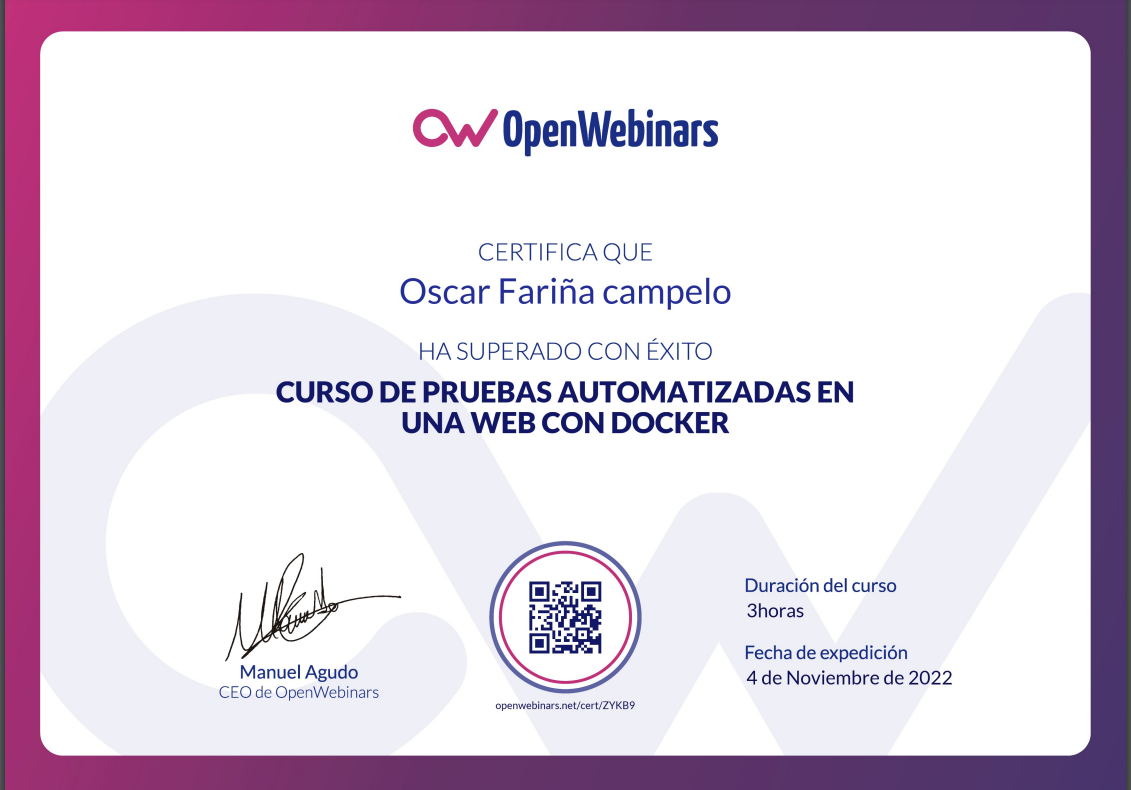 OpenWebinars
CERTIFICA QUE
Oscar Fariña campelo
HA SUPERADO CON ÉXITO
CURSO DE PRUEBAS AUTOMATIZADAS EN
UNA WEB CON DOCKER
Manuel Agudo
CEO de OpenWebinars
openwebinars.net/cert/ZYKB9
Duración del curso
3horas
Fecha de expedición
4 de Noviembre de 2022